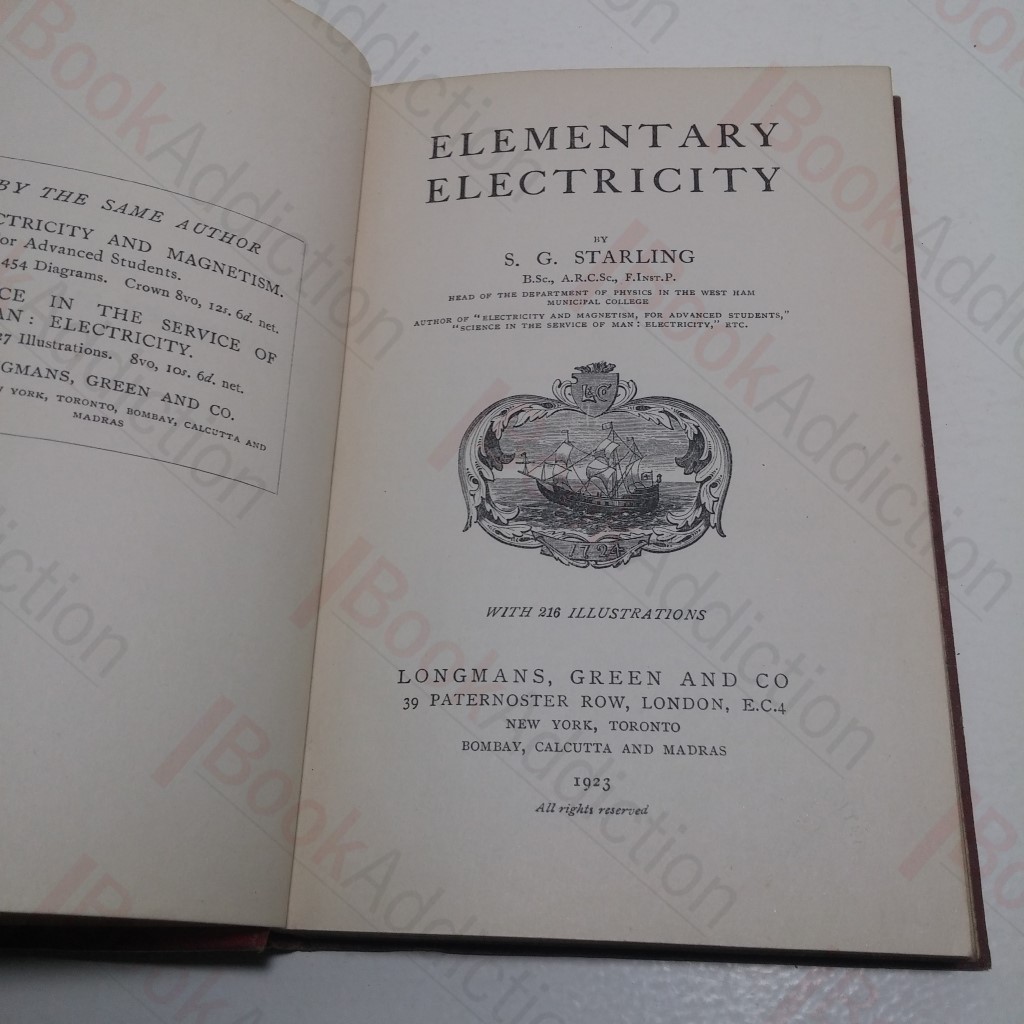 BY THE SAME AUTHOR
CTRICITY AND MAGNETISM.
or Advanced Students.
454 Diagrams. Crown 8vo, 12s. 6d. net.
CE IN THE SERVICE OF
AN: ELECTRICITY.
27 Illustrations. 8vo, 10s. 6d. net.
NGMANS, GREEN AND CO.
YORK, TORONTO, BOMBAY, CALCUTTA AND
MADRAS
ELEMENTARY
ELECTRICITY
BY
S. G. STARLING
B.Sc., A.R.C.Sc., F.Inst.P.
HEAD OF THE DEPARTMENT OF PHYSICS IN THE WEST HAM
MUNICIPAL COLLEGE
AUTHOR OF "ELECTRICITY AND MAGNETISM, FOR ADVANCED STUDENTS,"
"SCIENCE IN THE SERVICE OF MAN: ELECTRICITY," ETC.
LG
1724
WITH 216 ILLUSTRATIONS
LONGMANS, GREEN AND CO
39 PATERNOSTER ROW, LONDON, E.C.4
NEW YORK, TORONTO
BOMBAY, CALCUTTA AND MADRAS
1923
All rights reserved
BookAddiction